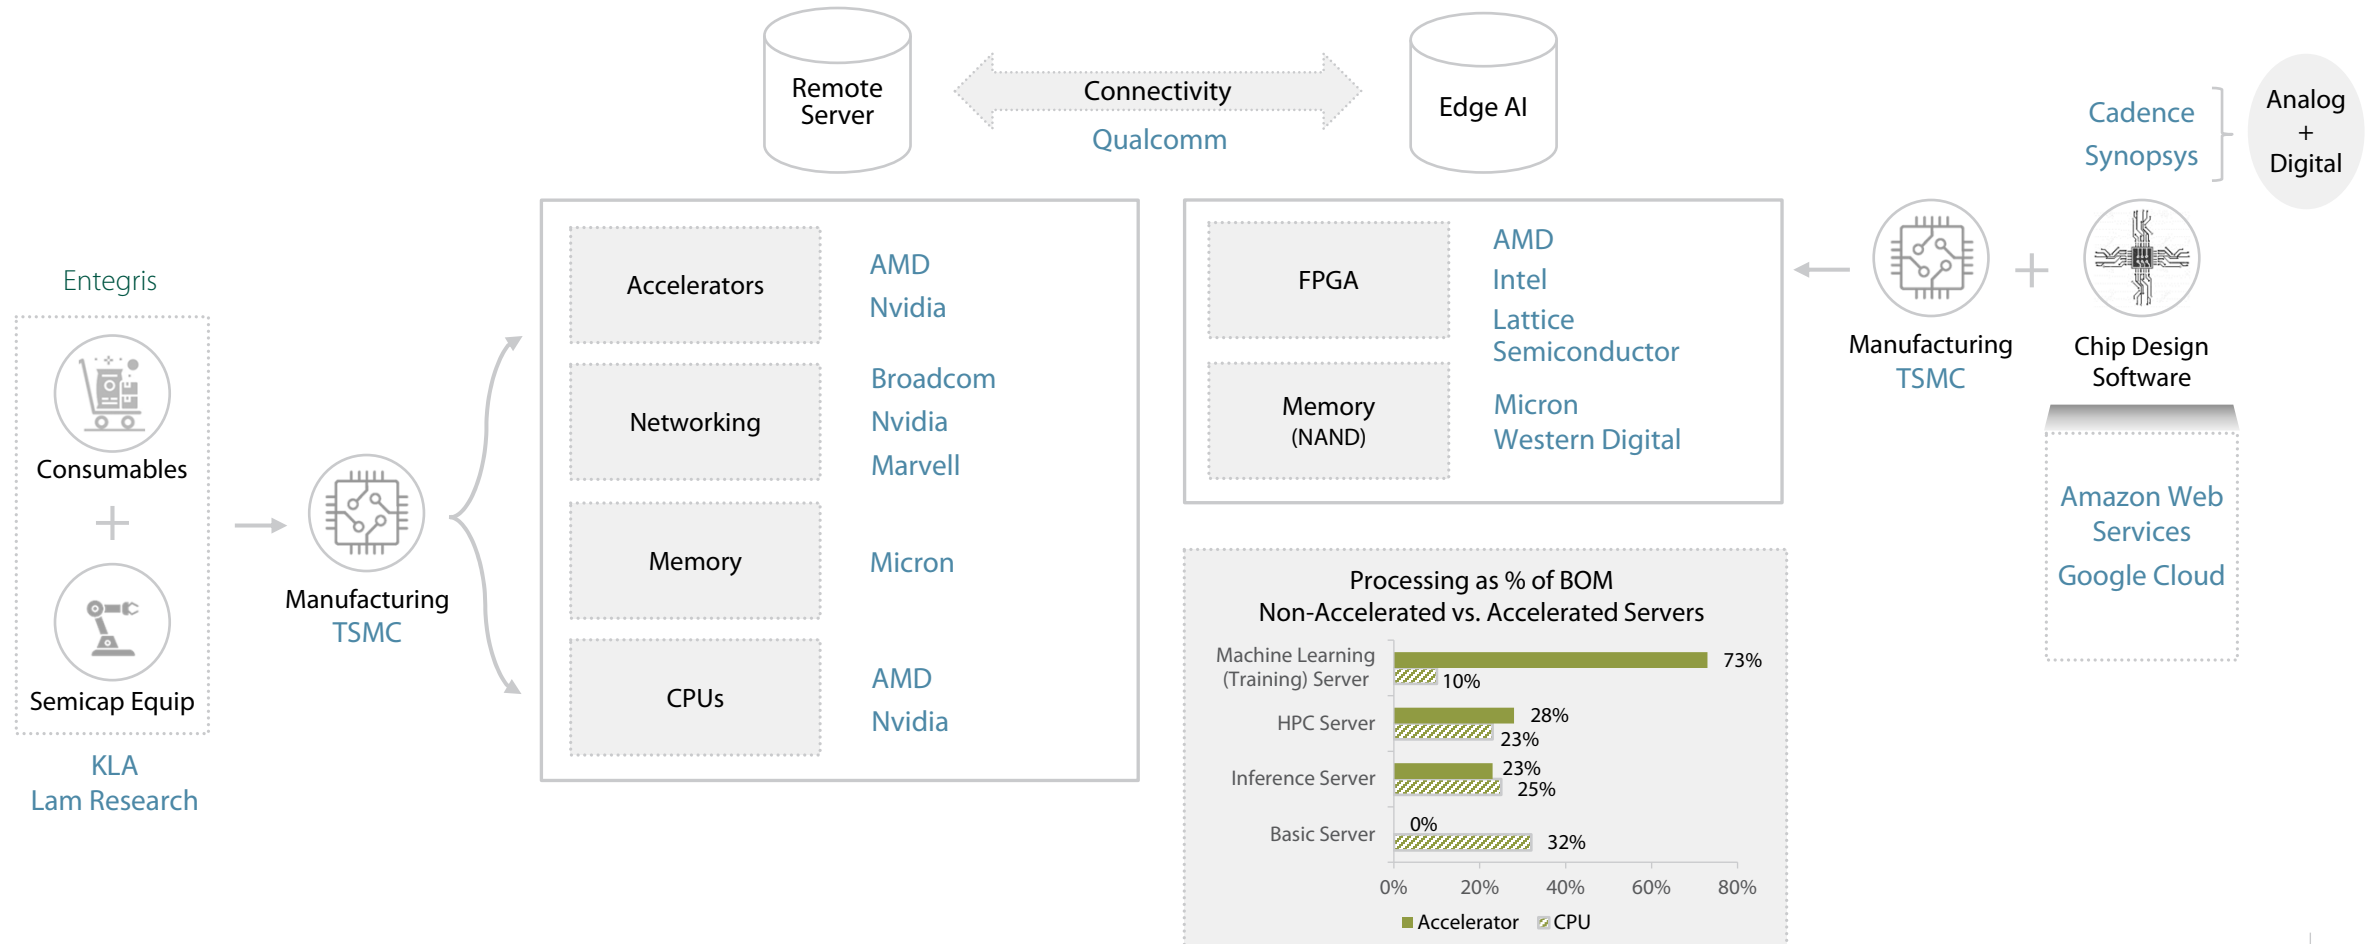 Remote
Server
Connectivity
Qualcomm
Edge AI
Cadence
Synopsys
Analog
+
Digital
Entegris
Consumables
+
Semicap Equip
KLA
Lam Research
Manufacturing
TSMC
Accelerators
AMD
Nvidia
Networking
Broadcom
Nvidia
Marvell
Memory
Micron
CPUs
AMD
Nvidia
FPGA
AMD
Intel
Lattice
Semiconductor
Memory
(NAND)
Micron
Western Digital
Manufacturing
TSMC
+
Chip Design
Software
Amazon Web
Services
Google Cloud
Processing as % of BOM
Non-Accelerated vs. Accelerated Servers
Machine Learning
(Training) Server
73%
10%
HPC Server
28%
23%
Inference Server
23%
25%
Basic Server
0%
32%
0% 20% 40% 60% 80%
Accelerator CPU